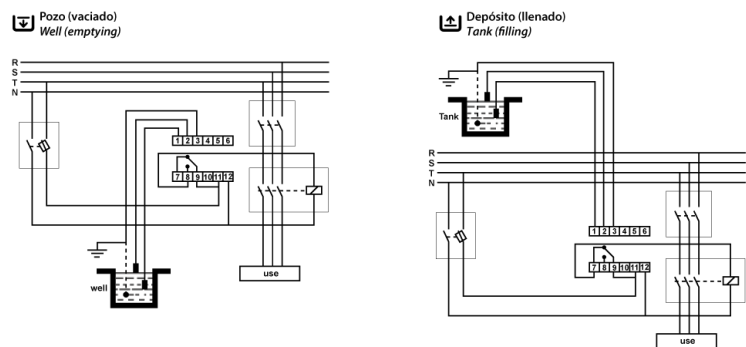 Pozo (vaciado)
Well (emptying)
R
S
T
N
1 2 3 4 5 6
7 8 9 10 11 12
well
use
Depósito (llenado)
Tank (filling)
Tank
R
S
T
N
1 2 3 4 5 6
7 8 9 10 11 12
use